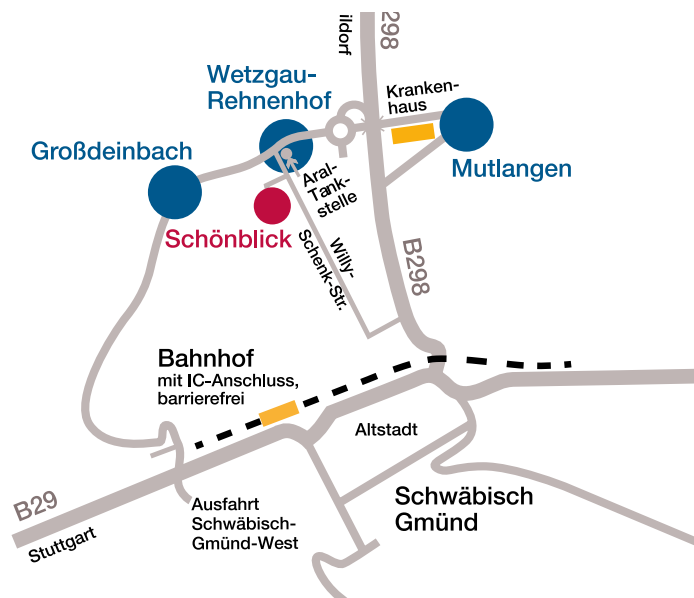 ildorf
B298
Wetzgau-
Rehnenhof
Kranken-
haus
Großdeinbach
Mutlangen
Aral-
Tank-
stelle
Schönblick
Willy-
Schenk-Str.
B298
Bahnhof
mit IC-Anschluss,
barrierefrei
Altstadt
B29
Stuttgart
Ausfahrt
Schwäbisch-
Gmünd-West
Schwäbisch
Gmünd